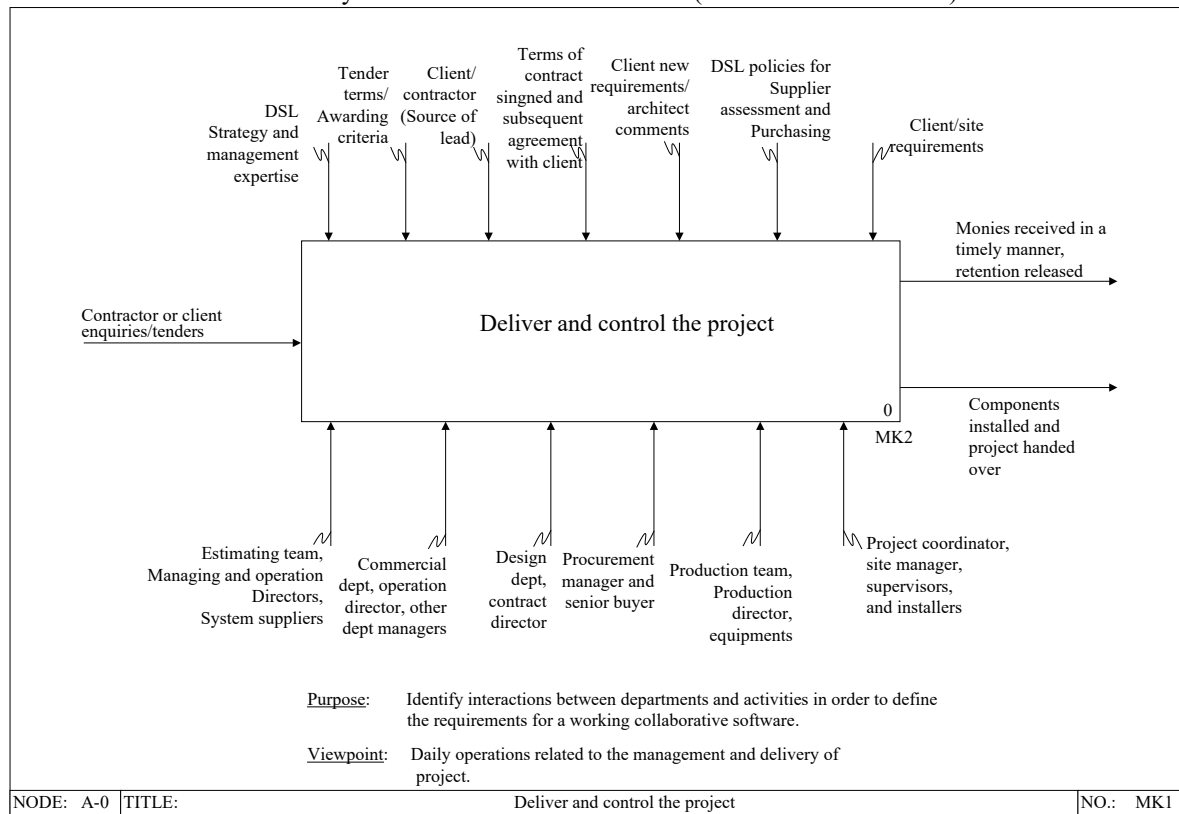 DSL
Strategy and
management
expertise
Tender
terms/
Awarding
criteria
Client/
contractor
(Source of
lead)
Terms of
contract
singned and
subsequent
agreement
with client
Client new
requirements/
architect
comments
DSL policies for
Supplier
assessment and
Purchasing
Client/site
requirements
Monies received in a
timely manner,
retention released
Contractor or client
enquiries/tenders
Deliver and control the project
0
MK2
Components
installed and
project handed
over
Estimating team,
Managing and operation
Directors,
System suppliers
Commercial
dept, operation
director, other
dept managers
Design
dept,
contract
director
Procurement
manager and
senior buyer
Production team,
Production
director,
equipments
Project coordinator,
site manager,
supervisors,
and installers
Purpose: Identify interactions between departments and activities in order to define
the requirements for a working collaborative software.
Viewpoint: Daily operations related to the management and delivery of
project.
NODE: A-0 TITLE: Deliver and control the project NO.: MK1